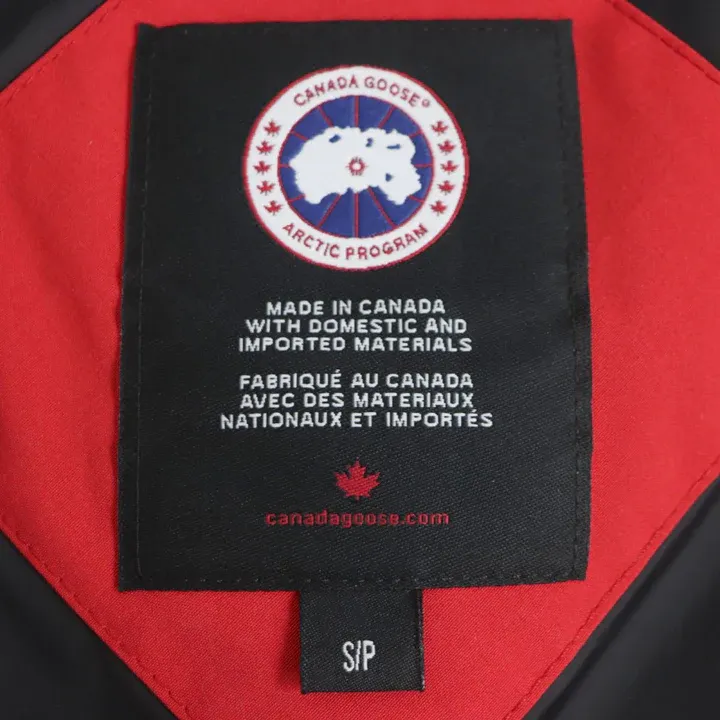 CANADA GOOSE®
ARCTIC PROGRAM
MADE IN CANADA
WITH DOMESTIC AND
IMPORTED MATERIALS
FABRIQUÉ AU CANADA
AVEC DES MATERIAUX
NATIONAUX ET IMPORTÉS
canadagoose.com
S/P